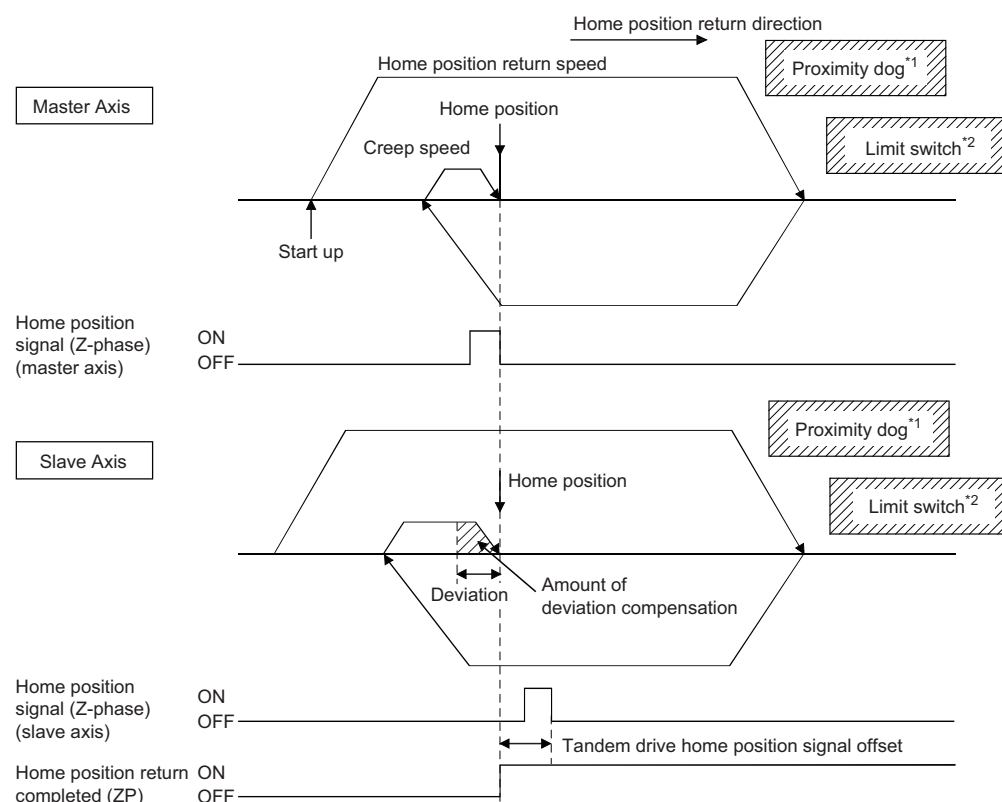 Home position return direction
Home position return speed
Proximity dog*1
Master Axis
Home position
Limit switch*2
Creep speed
Start up
Home position
signal (Z-phase)
(master axis)
ON
OFF
Proximity dog*1
Slave Axis
Home position
Limit switch*2
Deviation
Amount of
deviation compensation
Home position
signal (Z-phase)
(slave axis)
ON
OFF
Tandem drive home position signal offset
Home position return
completed (ZP)
ON
OFF